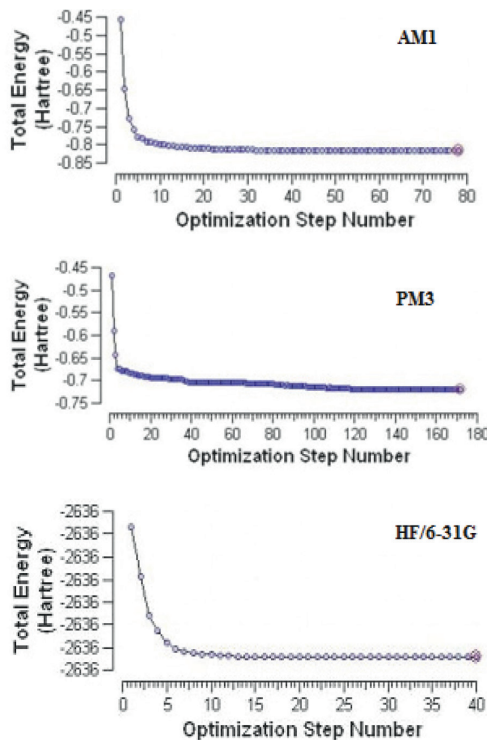 AM1
Total Energy
(Hartree)
-0.45
-0.5
-0.55
-0.6
-0.65
-0.7
-0.75
-0.8
-0.85
0 10 20 30 40 50 60 70 80
Optimization Step Number
PM3
Total Energy
(Hartree)
-0.45
-0.5
-0.55
-0.6
-0.65
-0.7
-0.75
0 20 40 60 80 100 120 140 160 180
Optimization Step Number
HF/6-31G
Total Energy
(Hartree)
-2636
-2636
-2636
-2636
-2636
-2636
-2636
-2636
0 5 10 15 20 25 30 35 40
Optimization Step Number